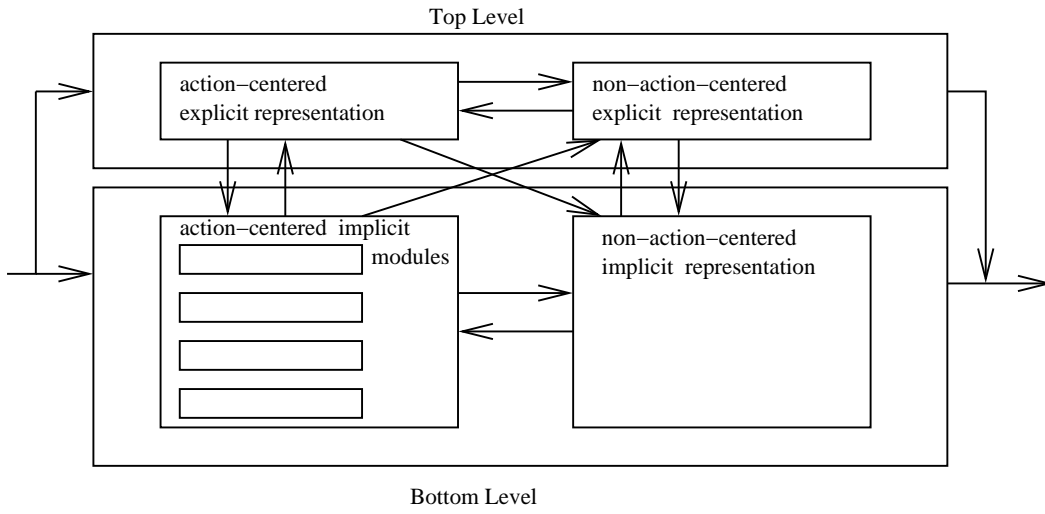 Top Level
action−centered
explicit representation
non−action−centered
explicit representation
action−centered implicit
modules
non−action−centered
implicit representation
Bottom Level